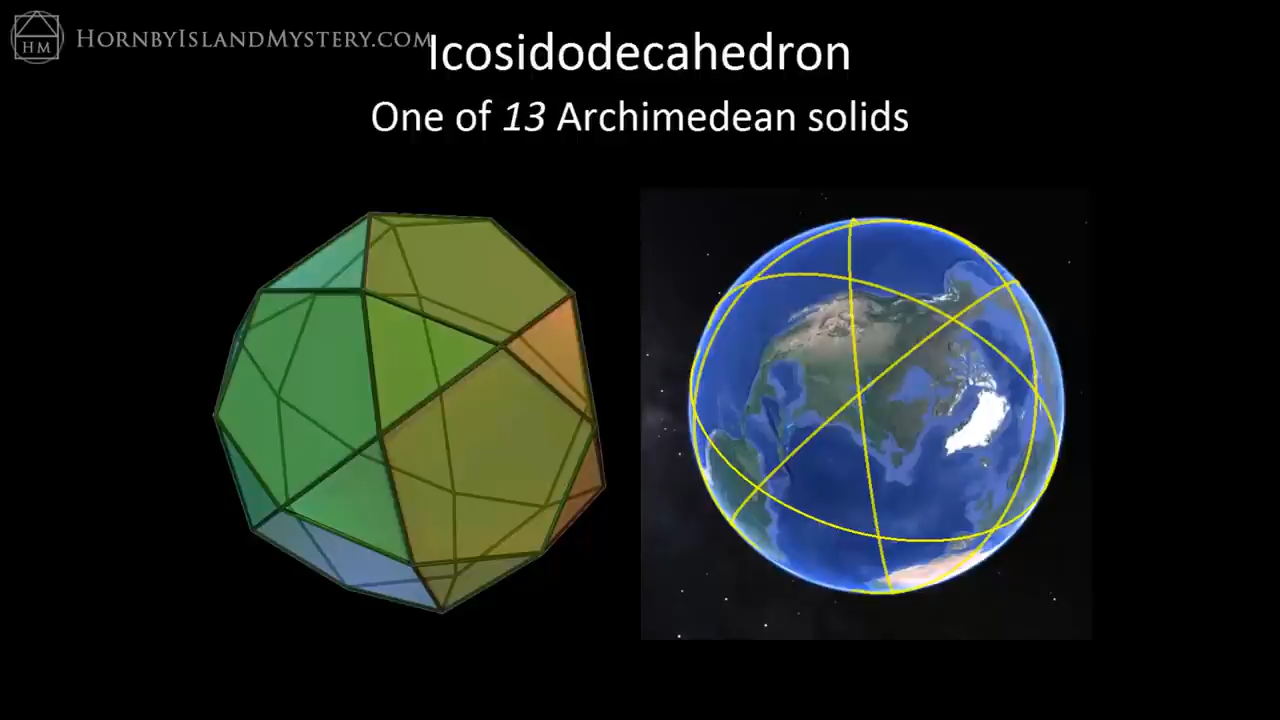 HM
HORNBYISLANDMYSTERY.COM
Icosidodecahedron
One of 13 Archimedean solids